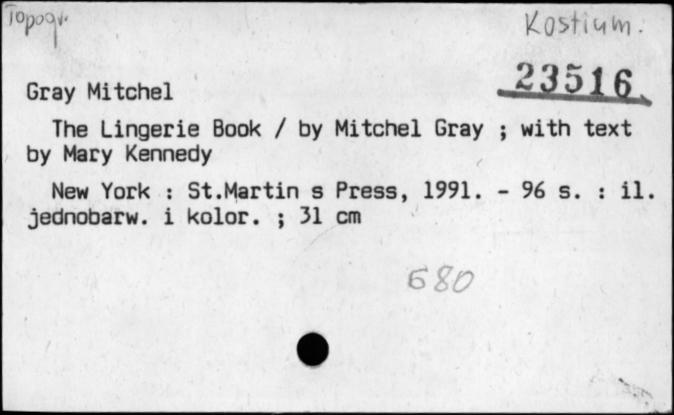 Topogr.
Kostium.
23516
Gray Mitchel
The Lingerie Book / by Mitchel Gray ; with text
by Mary Kennedy
New York : St.Martin s Press, 1991. - 96 s. : il.
jednobarw. i kolor. ; 31 cm
680